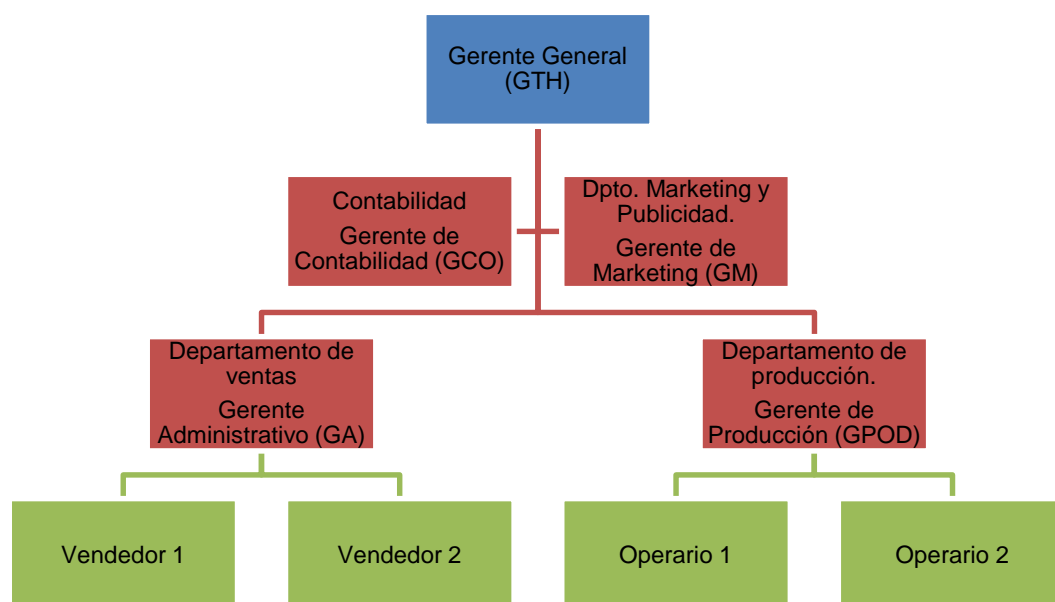 Gerente General
(GTH)
Contabilidad
Gerente de
Contabilidad (GCO)
Dpto. Marketing y
Publicidad.
Gerente de
Marketing (GM)
Departamento de
ventas
Gerente
Administrativo (GA)
Departamento de
producción.
Gerente de
Producción (GPOD)
Vendedor 1
Vendedor 2
Operario 1
Operario 2